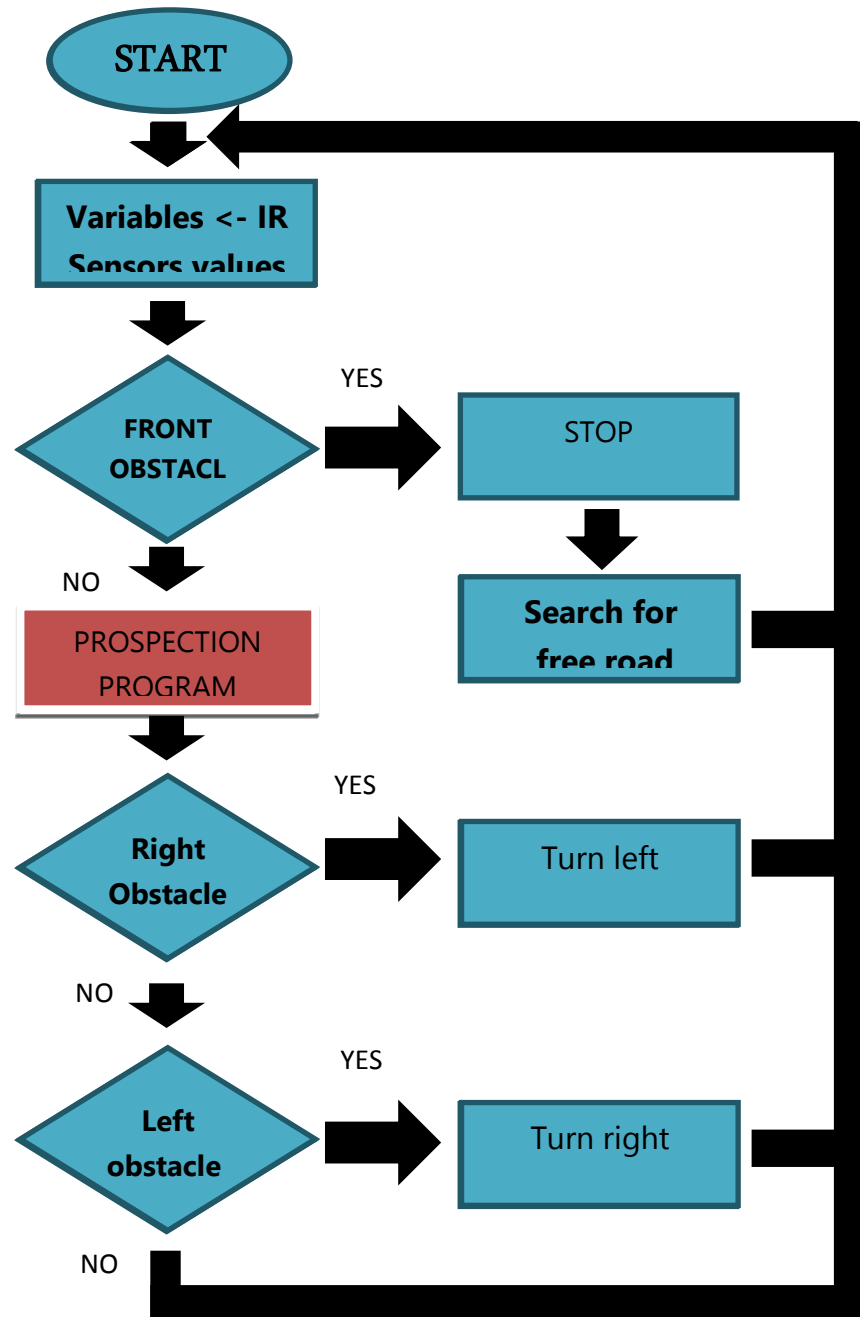 START
Variables <- IR
Sensors values
YES
FRONT
OBSTACL
STOP
NO
Search for
free road
PROSPECTION
PROGRAM
YES
Right
Obstacle
Turn left
NO
YES
Left
obstacle
Turn right
NO